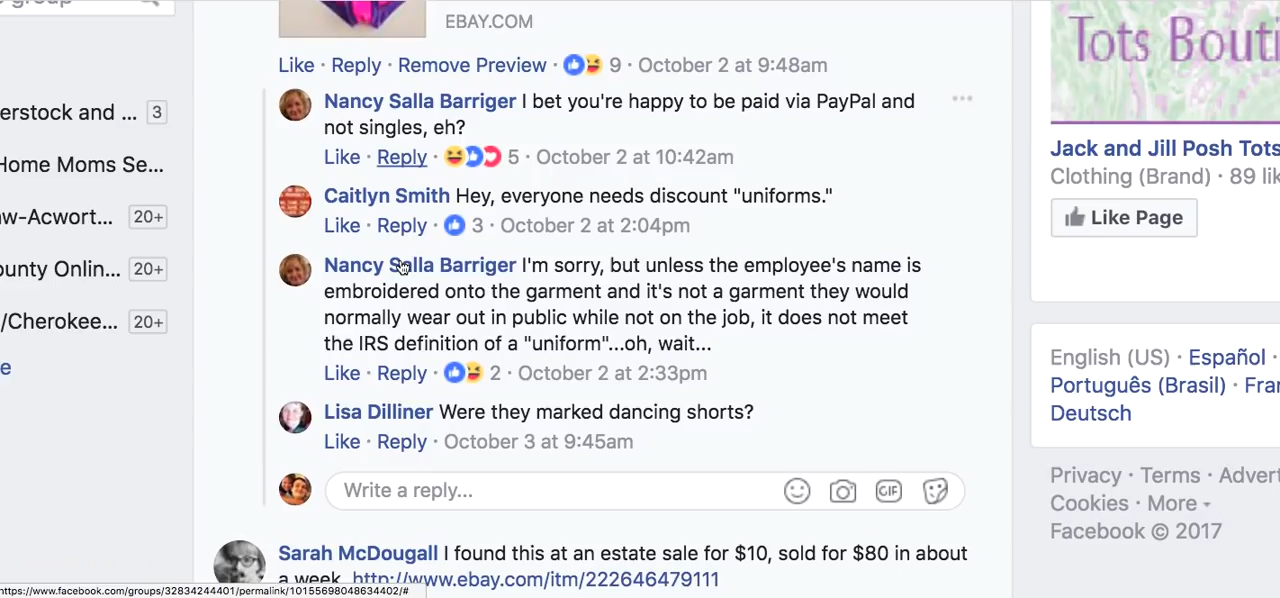 group
EBAY.COM
Like · Reply · Remove Preview · 9 · October 2 at 9:48am
Nancy Salla Barriger I bet you're happy to be paid via PayPal and
not singles, eh?
Like · Reply · 5 · October 2 at 10:42am
Caitlyn Smith Hey, everyone needs discount "uniforms."
Like · Reply · 3 · October 2 at 2:04pm
Nancy Salla Barriger I'm sorry, but unless the employee's name is
embroidered onto the garment and it's not a garment they would
normally wear out in public while not on the job, it does not meet
the IRS definition of a "uniform"...oh, wait...
Like · Reply · 2 · October 2 at 2:33pm
Lisa Dilliner Were they marked dancing shorts?
Like · Reply · October 3 at 9:45am
Write a reply...
GIF
Sarah McDougall I found this at an estate sale for $10, sold for $80 in about
a week. http://www.ebay.com/itm/222646479111
erstock and ... 3
Home Moms Se...
aw-Acwort... 20+
ounty Onlin... 20+
/Cherokee... 20+
e
Tots Bouti
Jack and Jill Posh Tots
Clothing (Brand) · 89 lik
Like Page
English (US) · Español ·
Português (Brasil) · Fran
Deutsch
Privacy · Terms · Advert
Cookies · More
Facebook © 2017
https://www.facebook.com/groups/32834244401/permalink/10155698048634402/#